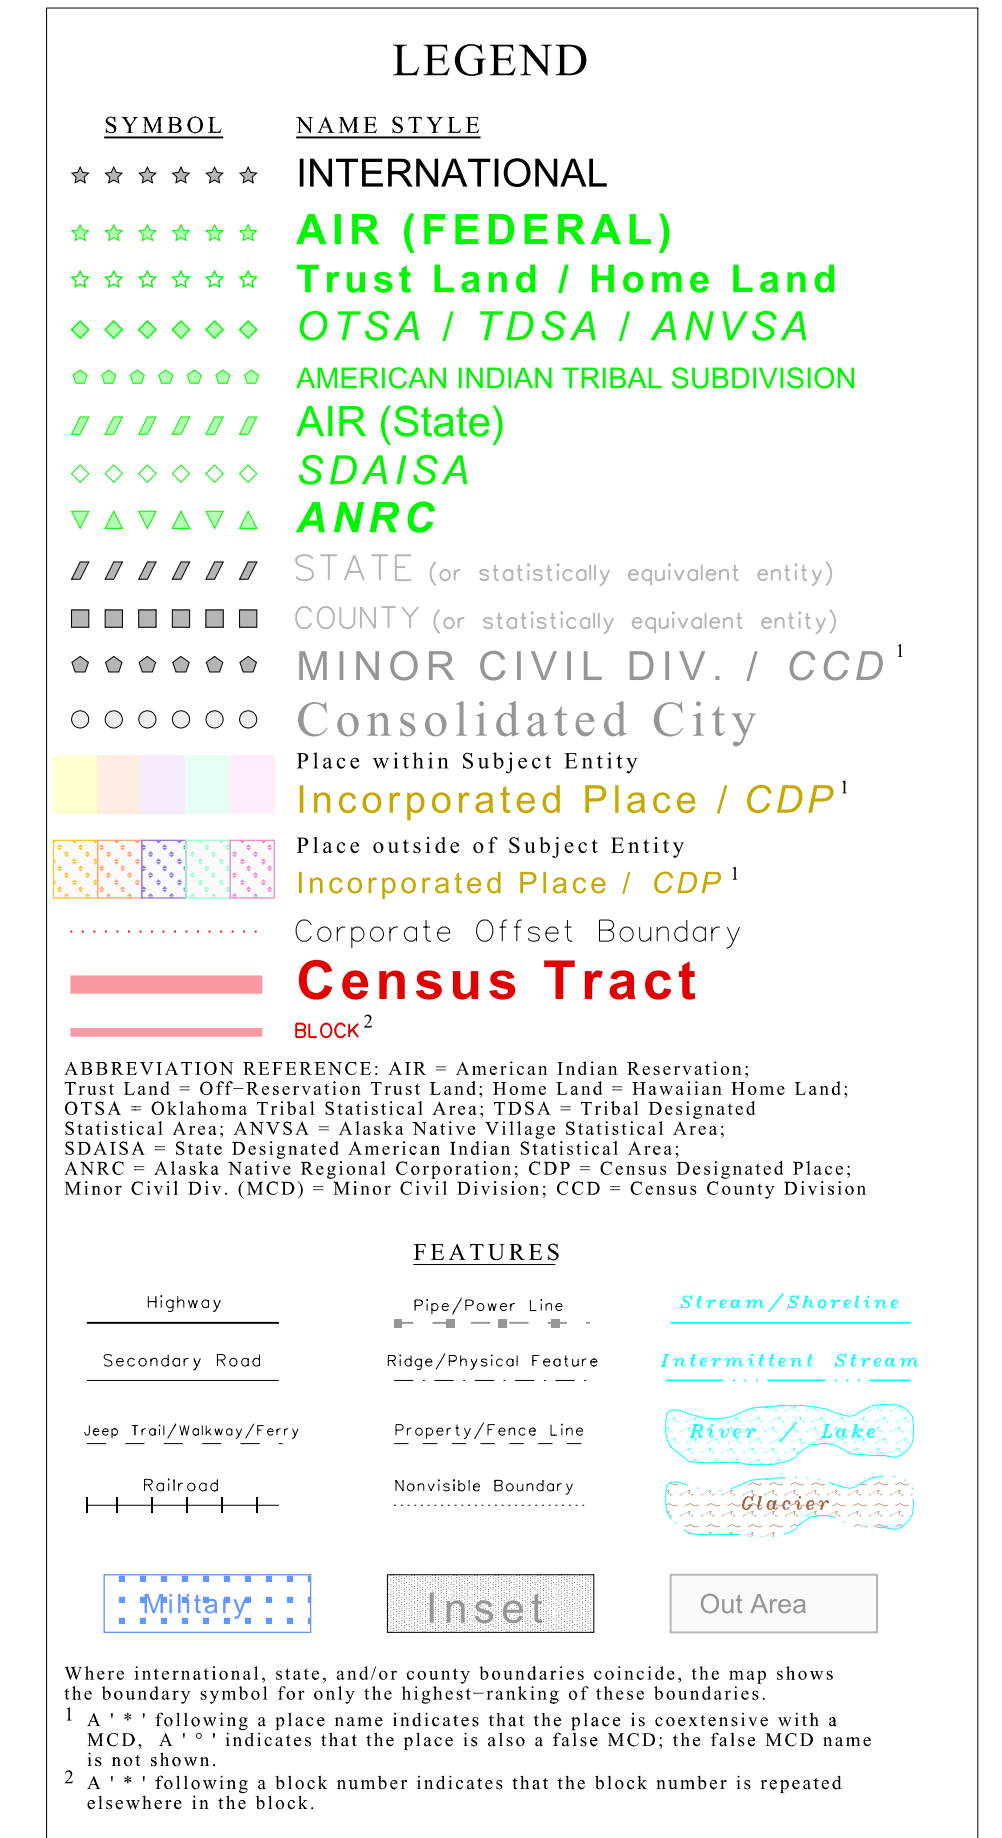 LEGEND
SYMBOL NAME STYLE
INTERNATIONAL
AIR (FEDERAL)
Trust Land / Home Land
OTSA / TDSA / ANVSA
AMERICAN INDIAN TRIBAL SUBDIVISION
AIR (State)
SDAISA
ANRC
STATE (or statistically equivalent entity)
COUNTY (or statistically equivalent entity)
MINOR CIVIL DIV. / CCD 1
Consolidated City
Place within Subject Entity
Incorporated Place / CDP 1
Place outside of Subject Entity
Incorporated Place / CDP 1
Corporate Offset Boundary
Census Tract
BLOCK 2
ABBREVIATION REFERENCE: AIR = American Indian Reservation;
Trust Land = Off−Reservation Trust Land; Home Land = Hawaiian Home Land;
OTSA = Oklahoma Tribal Statistical Area; TDSA = Tribal Designated
Statistical Area; ANVSA = Alaska Native Village Statistical Area;
SDAISA = State Designated American Indian Statistical Area;
ANRC = Alaska Native Regional Corporation; CDP = Census Designated Place;
Minor Civil Div. (MCD) = Minor Civil Division; CCD = Census County Division
FEATURES
Highway Pipe/Power Line Stream/Shoreline
Secondary Road Ridge/Physical Feature Intermittent Stream
Jeep Trail/Walkway/Ferry Property/Fence Line River / Lake
Railroad Nonvisible Boundary Glacier
Military Inset Out Area
Where international, state, and/or county boundaries coincide, the map shows
the boundary symbol for only the highest−ranking of these boundaries.
1 A ' * ' following a place name indicates that the place is coextensive with a
MCD, A ' ° ' indicates that the place is also a false MCD; the false MCD name
is not shown.
2 A ' * ' following a block number indicates that the block number is repeated
elsewhere in the block.